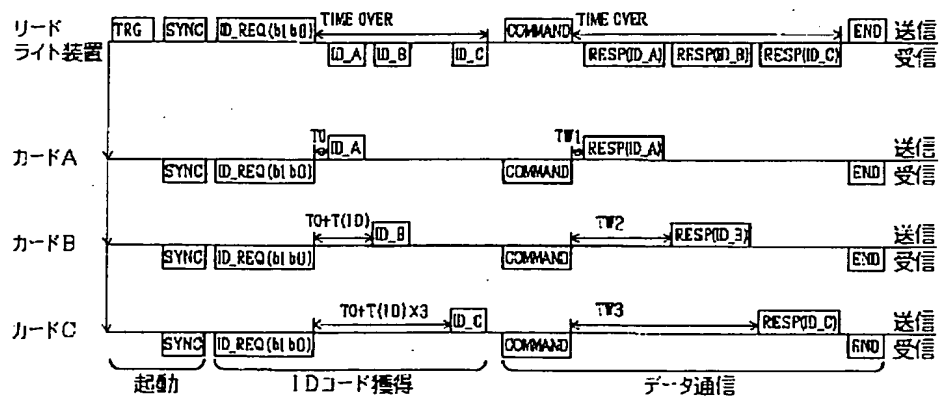 リード
ライト装置
TRG SYNC ID_REQ(b1 b0) TIME OVER COMMAND TIME OVER END 送信
ID_A ID_B ID_C RESP(ID_A) RESP(ID_B) RESP(ID_C) 受信
カードA
T0 ID_A TW1 RESP(ID_A) 送信
SYNC ID_REQ(b1 b0) COMMAND END 受信
カードB
T0+T(ID) ID_B TW2 RESP(ID_B) 送信
SYNC ID_REQ(b1 b0) COMMAND END 受信
カードC
T0+T(ID)×3 ID_C TW3 RESP(ID_C) 送信
SYNC ID_REQ(b1 b0) COMMAND END 受信
起動 IDコード獲得 データ通信